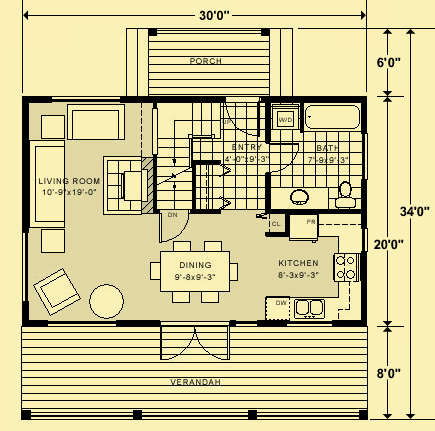 30'0"
PORCH
6'0"
UP
W/D
ENTRY
4'-0"x9'-3"
BATH
7'-9x9'-3"
LIVING ROOM
10'-9"x19'-0"
DN
CL
FR
34'0"
20'0"
DINING
9'-8x9'-3"
KITCHEN
8'-3x9'-3"
DW
VERANDAH
8'0"